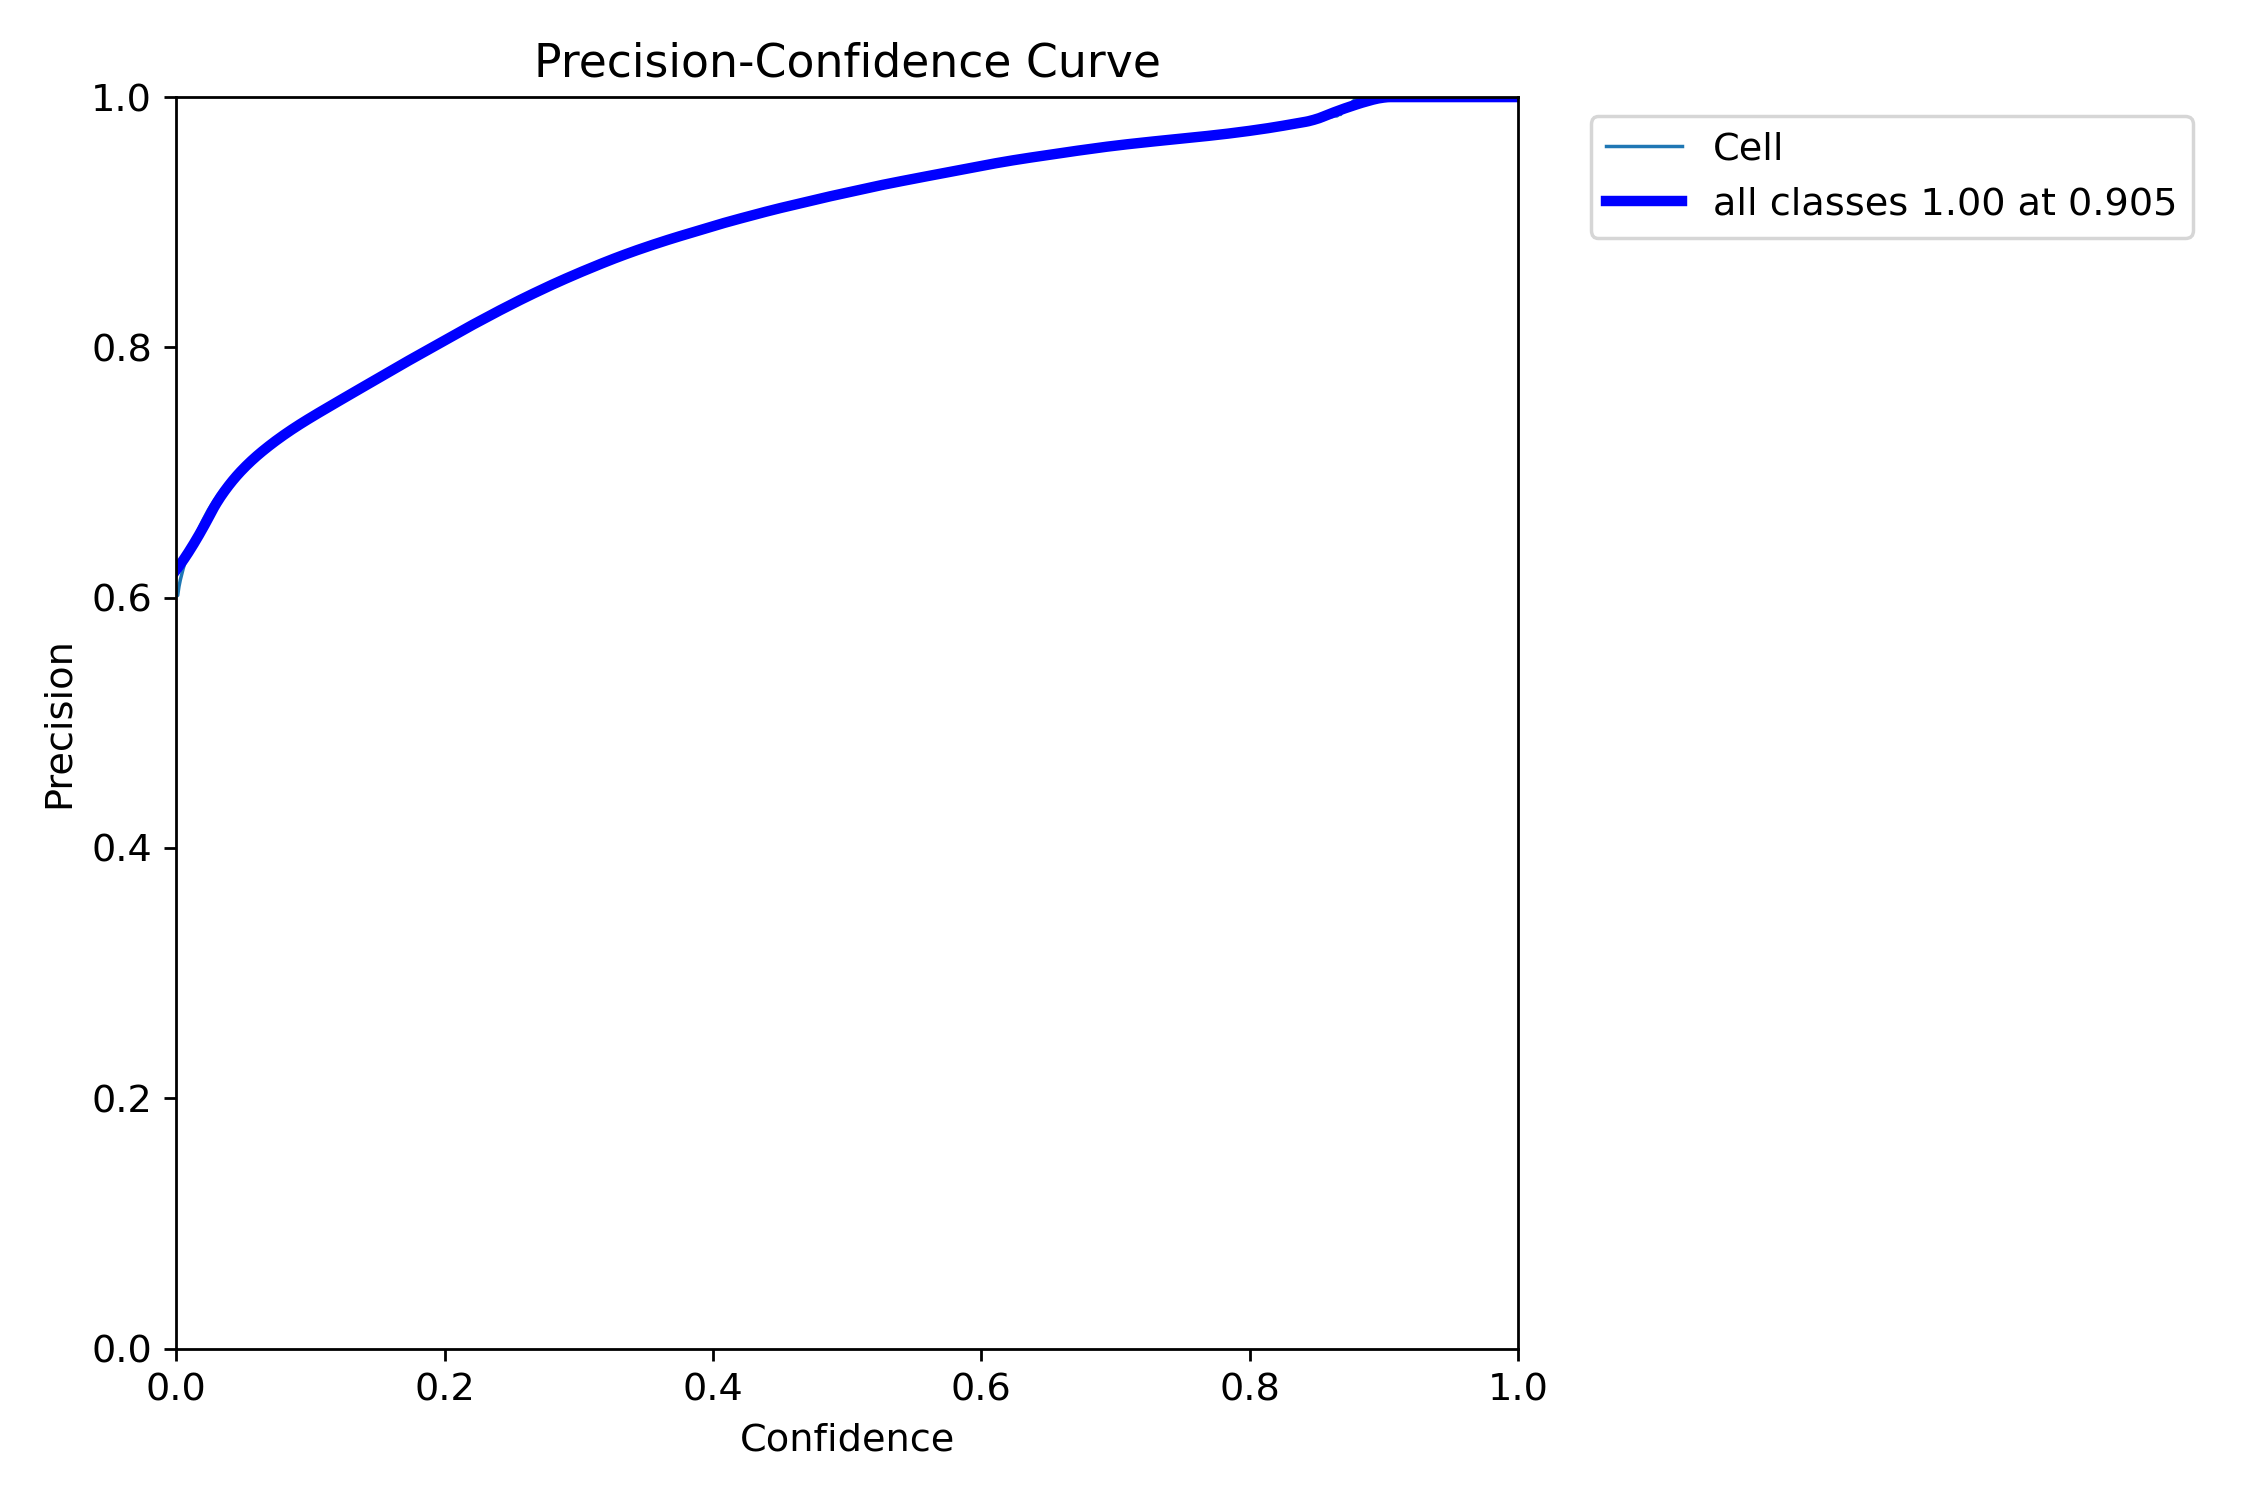 Precision-Confidence Curve
Cell
all classes 1.00 at 0.905
1.0
0.8
0.6
0.4
0.2
0.0
Precision
0.0 0.2 0.4 0.6 0.8 1.0
Confidence